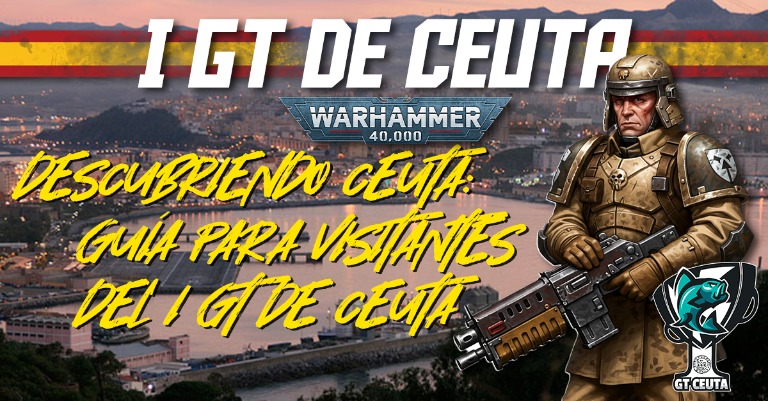 I GT DE CEUTA
WARHAMMER
40,000
DESCUBRIENDO CEUTA:
GUÍA PARA VISITANTES
DEL I GT DE CEUTA
GT CEUTA